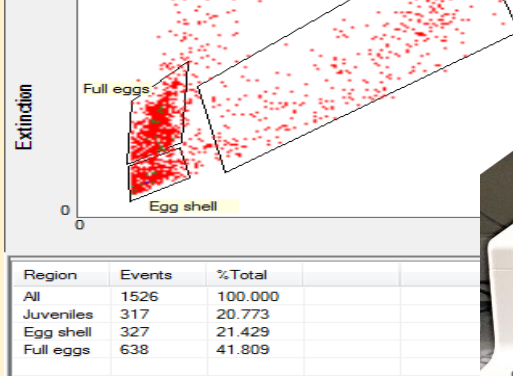 Extinction
Full eggs
Egg shell
0
0
Region Events %Total
All 1526 100.000
Juveniles 317 20.773
Egg shell 327 21.429
Full eggs 638 41.809